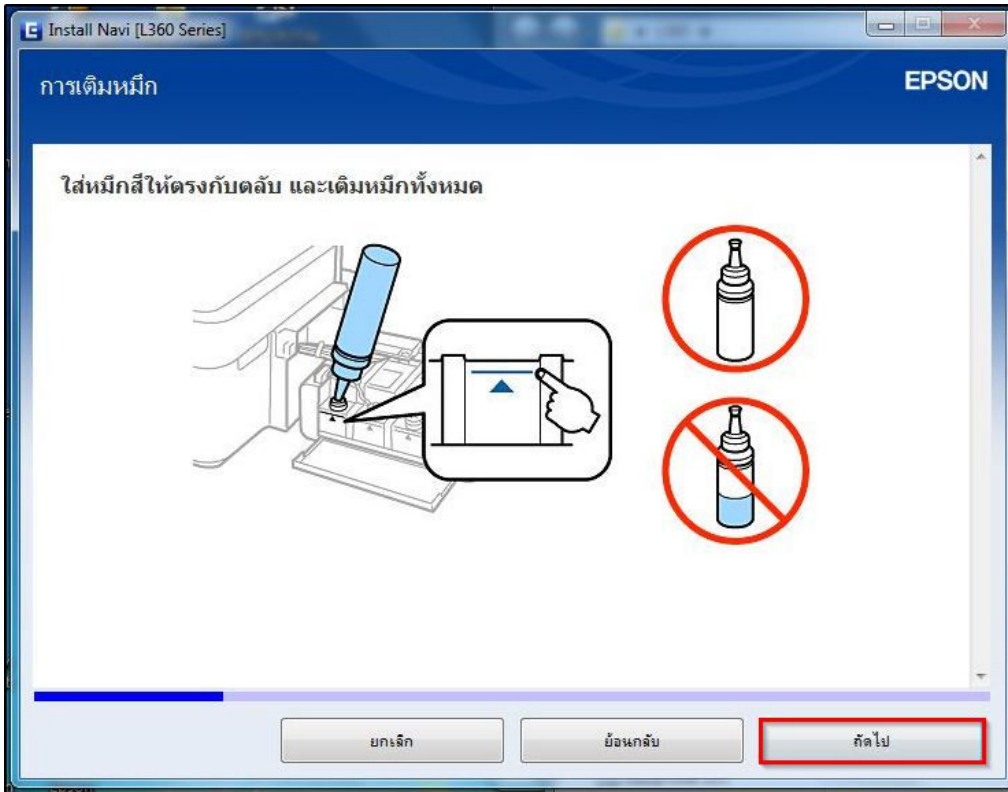 Install Navi [L360 Series]
การเติมหมึก
EPSON
ใส่หมึกสีให้ตรงกับตลับ และเติมหมึกทั้งหมด
ยกเลิก
ย้อนกลับ
ถัดไป